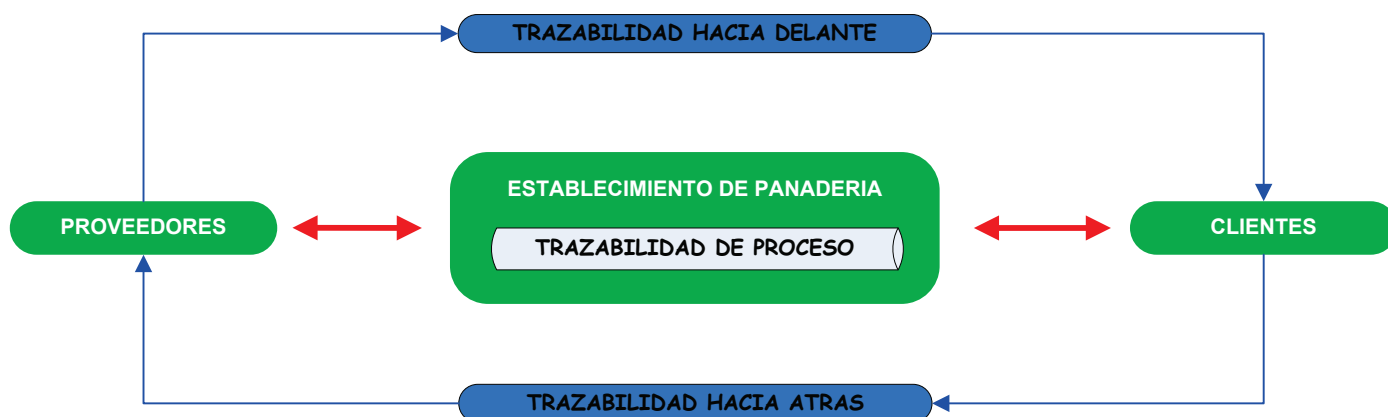 TRAZABILIDAD HACIA DELANTE
ESTABLECIMIENTO DE PANADERIA
PROVEEDORES
TRAZABILIDAD DE PROCESO
CLIENTES
TRAZABILIDAD HACIA ATRAS